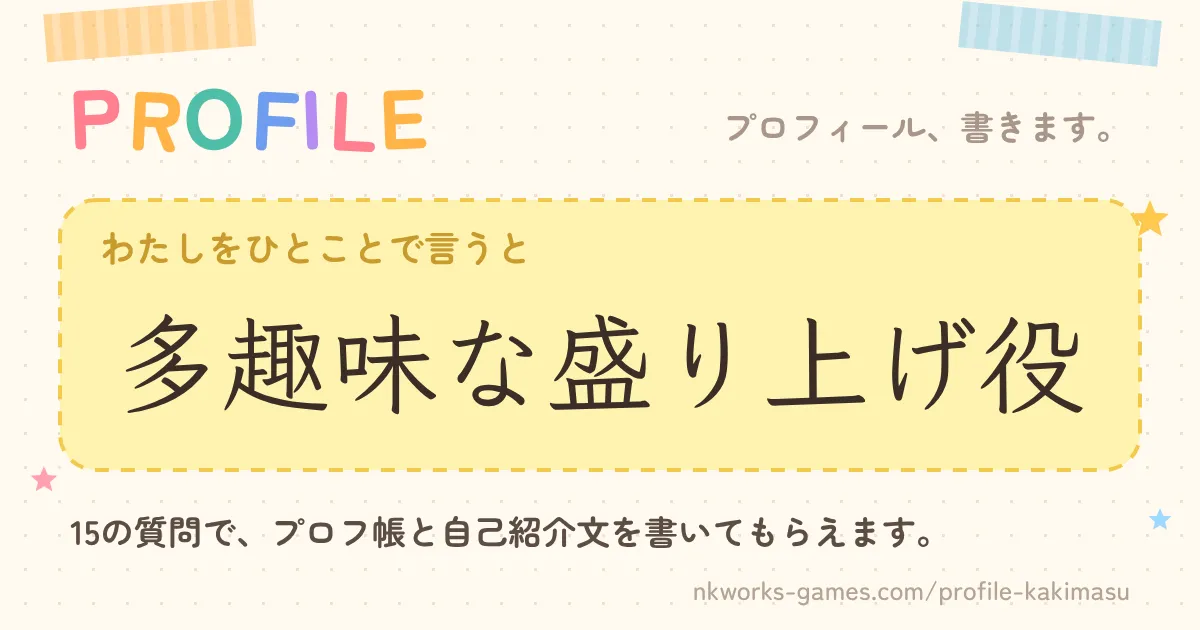 PROFILE
プロフィール、書きます。
わたしをひとことで言うと
多趣味な盛り上げ役
15の質問で、プロフ帳と自己紹介文を書いてもらえます。
nkworks-games.com/profile-kakimasu